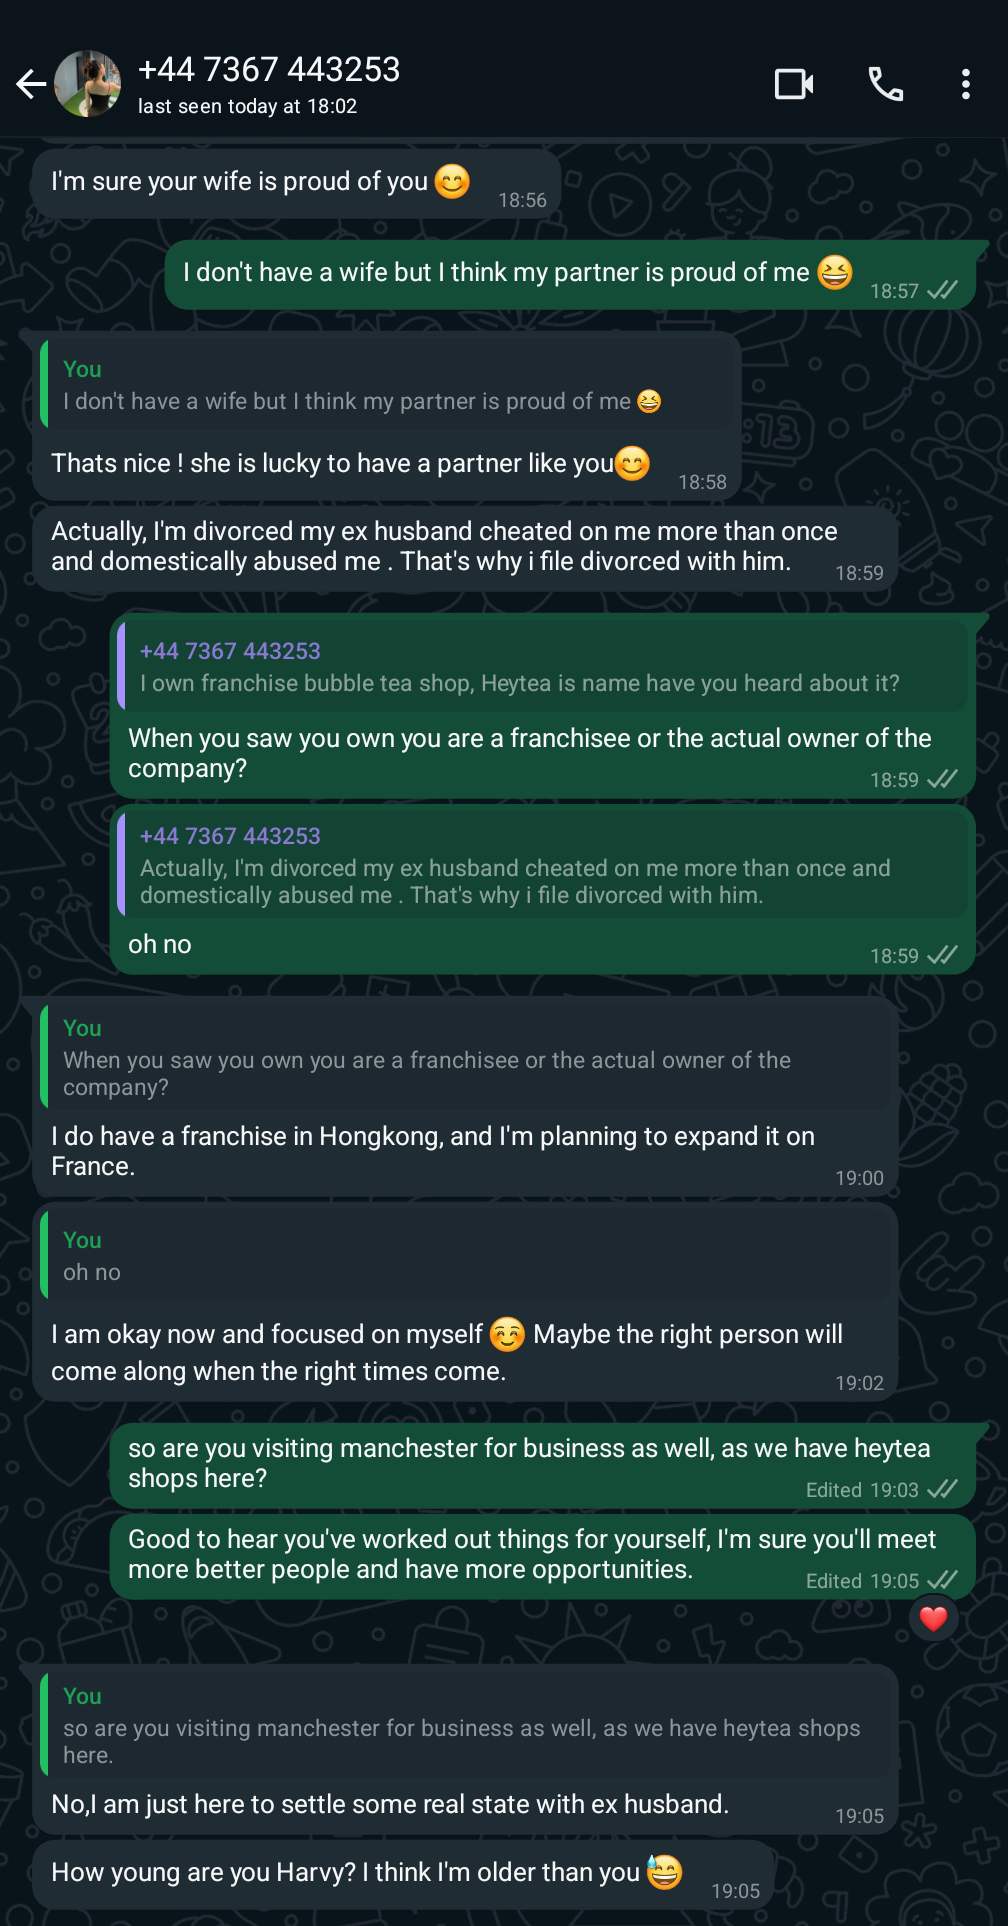 +44 7367 443253
last seen today at 18:02
I'm sure your wife is proud of you 😊
18:56
I don't have a wife but I think my partner is proud of me 😆
18:57
You
I don't have a wife but I think my partner is proud of me 😆
Thats nice ! she is lucky to have a partner like you😊
18:58
Actually, I'm divorced my ex husband cheated on me more than once
and domestically abused me . That's why i file divorced with him.
18:59
+44 7367 443253
I own franchise bubble tea shop, Heytea is name have you heard about it?
When you saw you own you are a franchisee or the actual owner of the
company?
18:59
+44 7367 443253
Actually, I'm divorced my ex husband cheated on me more than once and
domestically abused me . That's why i file divorced with him.
oh no
18:59
You
When you saw you own you are a franchisee or the actual owner of the
company?
I do have a franchise in Hongkong, and I'm planning to expand it on
France.
19:00
You
oh no
I am okay now and focused on myself ☺️ Maybe the right person will
come along when the right times come.
19:02
so are you visiting manchester for business as well, as we have heytea
shops here?
Edited 19:03
Good to hear you've worked out things for yourself, I'm sure you'll meet
more better people and have more opportunities.
Edited 19:05
You
so are you visiting manchester for business as well, as we have heytea shops
here.
No,I am just here to settle some real state with ex husband.
19:05
How young are you Harvy? I think I'm older than you 😅
19:05